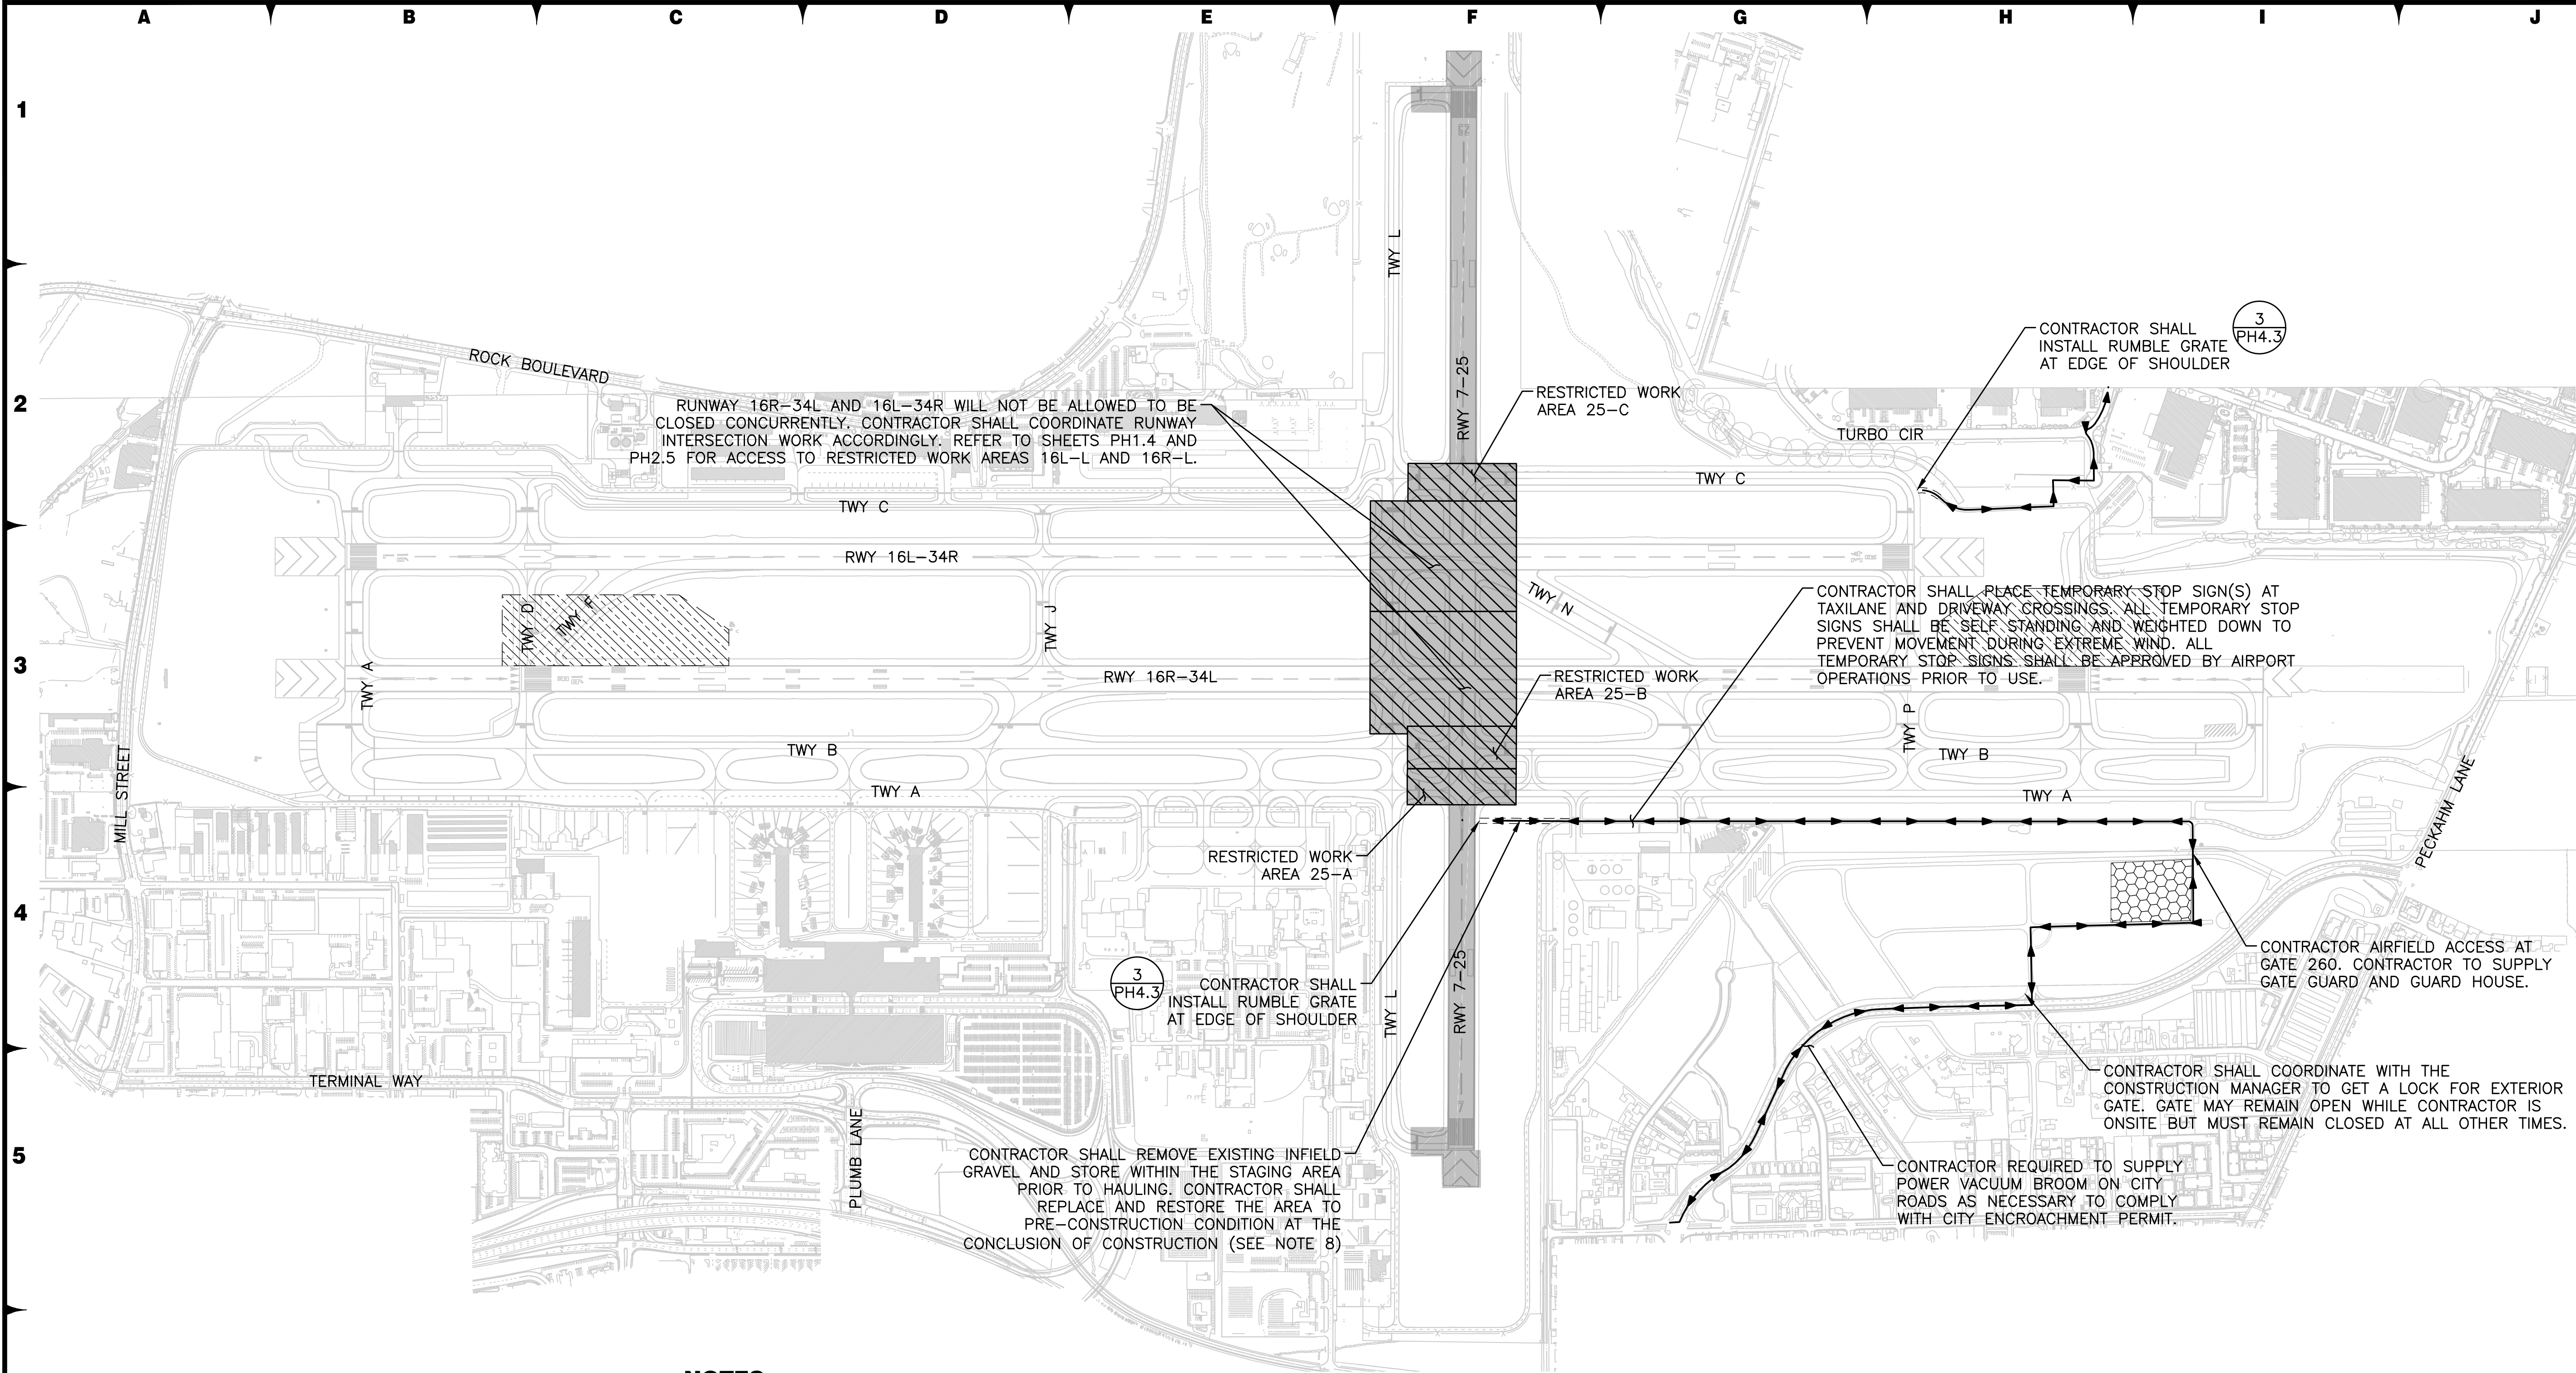 A B C D E F G H I J
1
2
3
4
5
ROCK BOULEVARD
RUNWAY 16R-34L AND 16L-34R WILL NOT BE ALLOWED TO BE
CLOSED CONCURRENTLY. CONTRACTOR SHALL COORDINATE RUNWAY
INTERSECTION WORK ACCORDINGLY. REFER TO SHEETS PH1.4 AND
PH2.5 FOR ACCESS TO RESTRICTED WORK AREAS 16L-L AND 16R-L.
TWY L
25
RWY 7-25
RESTRICTED WORK
AREA 25-C
CONTRACTOR SHALL
INSTALL RUMBLE GRATE
AT EDGE OF SHOULDER
3
PH4.3
TURBO CIR
TWY C
TWY C
RWY 16L-34R
TWY D
TWY F
TWY J
TWY N
TWY A
RWY 16R-34L
CONTRACTOR SHALL PLACE TEMPORARY STOP SIGN(S) AT
TAXILANE AND DRIVEWAY CROSSINGS. ALL TEMPORARY STOP
SIGNS SHALL BE SELF STANDING AND WEIGHTED DOWN TO
PREVENT MOVEMENT DURING EXTREME WIND. ALL
TEMPORARY STOP SIGNS SHALL BE APPROVED BY AIRPORT
OPERATIONS PRIOR TO USE.
RESTRICTED WORK
AREA 25-B
TWY P
TWY B
TWY B
TWY A
TWY A
MILL STREET
PECKAHM LANE
RESTRICTED WORK
AREA 25-A
3
PH4.3
CONTRACTOR SHALL
INSTALL RUMBLE GRATE
AT EDGE OF SHOULDER
TWY L
RWY 7-25
7
CONTRACTOR AIRFIELD ACCESS AT
GATE 260. CONTRACTOR TO SUPPLY
GATE GUARD AND GUARD HOUSE.
TERMINAL WAY
PLUMB LANE
CONTRACTOR SHALL COORDINATE WITH THE
CONSTRUCTION MANAGER TO GET A LOCK FOR EXTERIOR
GATE. GATE MAY REMAIN OPEN WHILE CONTRACTOR IS
ONSITE BUT MUST REMAIN CLOSED AT ALL OTHER TIMES.
CONTRACTOR SHALL REMOVE EXISTING INFIELD
GRAVEL AND STORE WITHIN THE STAGING AREA
PRIOR TO HAULING. CONTRACTOR SHALL
REPLACE AND RESTORE THE AREA TO
PRE-CONSTRUCTION CONDITION AT THE
CONCLUSION OF CONSTRUCTION (SEE NOTE 8)
CONTRACTOR REQUIRED TO SUPPLY
POWER VACUUM BROOM ON CITY
ROADS AS NECESSARY TO COMPLY
WITH CITY ENCROACHMENT PERMIT.
NOTES